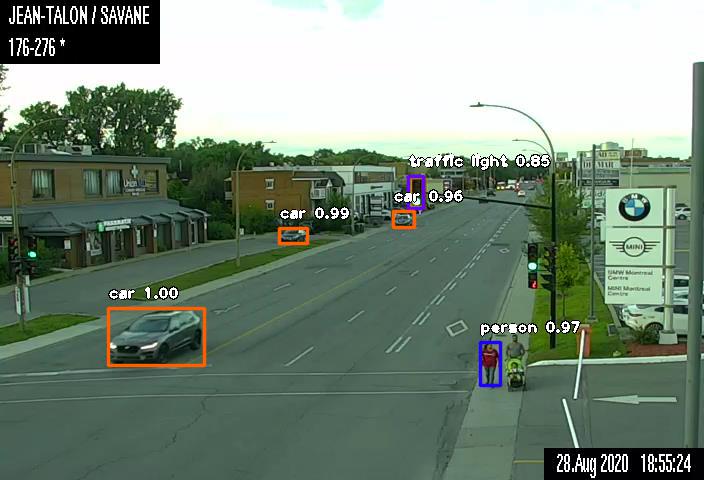 JEAN-TALON / SAVANE
176-276 *
traffic light 0.85
car 0.96
car 0.99
car 1.00
person 0.97
BMW
MINI
BMW Montreal
Centre
MINI Montreal
Centre
28.Aug 2020 18:55:24